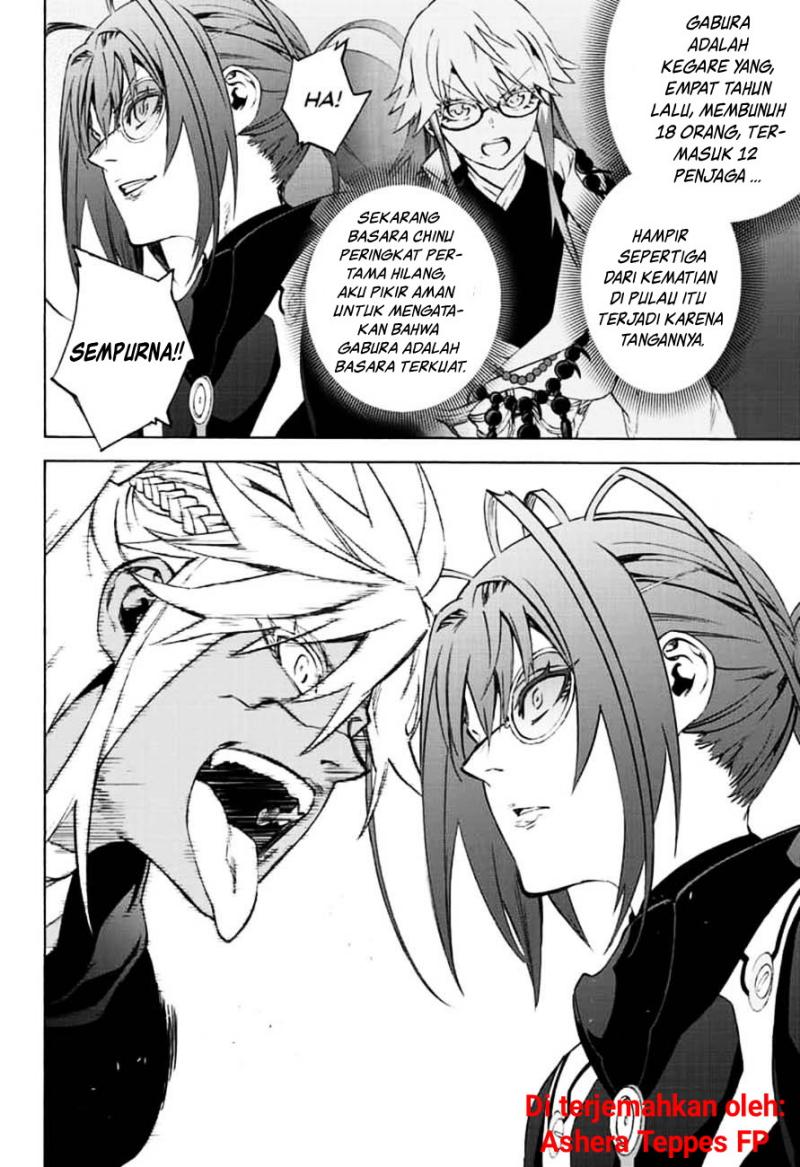 GABURA
ADALAH
KEGARE YANG,
EMPAT TAHUN
LALU, MEMBUNUH
18 ORANG, TER-
MASUK 12
PENJAGA ...
HAMPIR
SEPERTIGA
DARI KEMATIAN
DI PULAU ITU
TERJADI KARENA
TANGANNYA.
SEKARANG
BASARA CHINU
PERINGKAT PER-
TAMA HILANG,
AKU PIKIR AMAN
UNTUK MENGATA-
KAN BAHWA
GABURA ADALAH
BASARA TERKUAT.
HA!
SEMPURNA!!
Di terjemahkan oleh:
Ashera Teppes FP